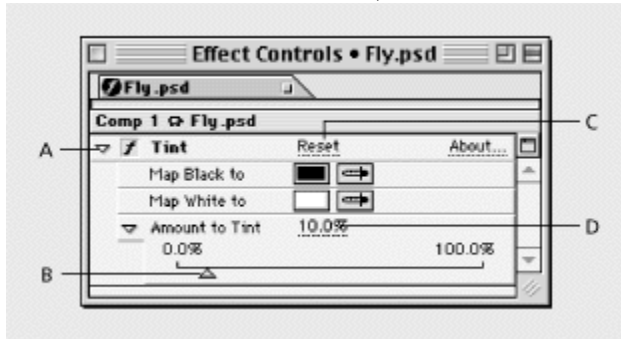 Effect Controls • Fly.psd
Fly.psd
Comp 1 Fly.psd
C
A
f Tint Reset About...
Map Black to
Map White to
Amount to Tint 10.0%
D
0.0% 100.0%
B